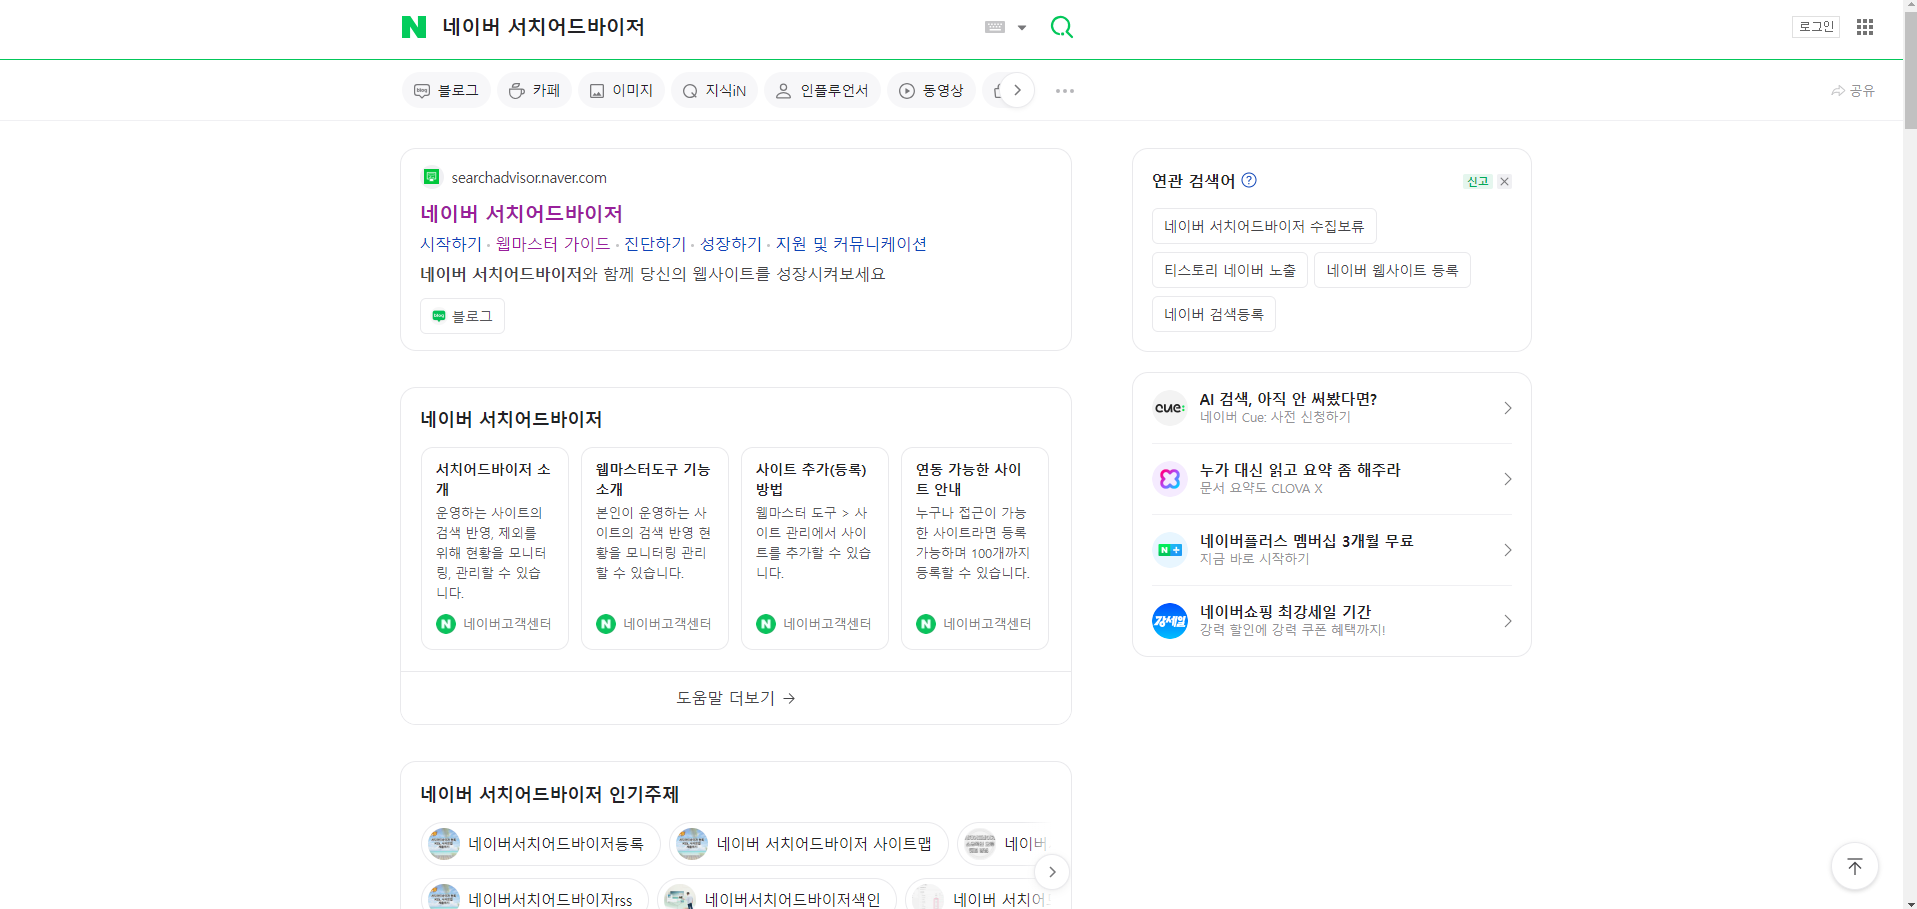 네이버 서치어드바이저
로그인
블로그 카페 이미지 지식iN 인플루언서 동영상
공유
searchadvisor.naver.com
네이버 서치어드바이저
시작하기 · 웹마스터 가이드 · 진단하기 · 성장하기 · 지원 및 커뮤니케이션
네이버 서치어드바이저와 함께 당신의 웹사이트를 성장시켜보세요
블로그
네이버 서치어드바이저
서치어드바이저 소
개
운영하는 사이트의
검색 반영, 제외를
위해 현황을 모니터
링, 관리할 수 있습
니다.
네이버고객센터
웹마스터도구 기능
소개
본인이 운영하는 사
이트의 검색 반영 현
황을 모니터링 관리
할 수 있습니다.
네이버고객센터
사이트 추가(등록)
방법
웹마스터 도구 > 사
이트 관리에서 사이
트를 추가할 수 있습
니다.
네이버고객센터
연동 가능한 사이
트 안내
누구나 접근이 가능
한 사이트라면 등록
가능하며 100개까지
등록할 수 있습니다.
네이버고객센터
도움말 더보기 →
네이버 서치어드바이저 인기주제
네이버서치어드바이저등록 네이버 서치어드바이저 사이트맵 네이버
네이버서치어드바이저rss 네이버서치어드바이저색인 네이버 서치어
연관 검색어 ?
신고
네이버 서치어드바이저 수집보류
티스토리 네이버 노출 네이버 웹사이트 등록
네이버 검색등록
cue:
AI 검색, 아직 안 써봤다면?
네이버 Cue: 사전 신청하기
누가 대신 읽고 요약 좀 해주라
문서 요약도 CLOVA X
N +
네이버플러스 멤버십 3개월 무료
지금 바로 시작하기
강세일
네이버쇼핑 최강세일 기간
강력 할인에 강력 쿠폰 혜택까지!